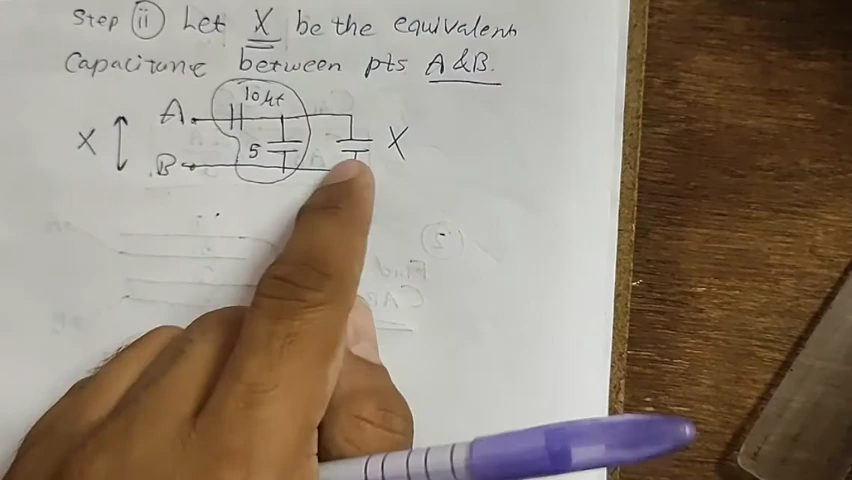 Step (ii) Let X be the equivalent
Capacitance between pts A & B.
10μf
A
X
5
X
B